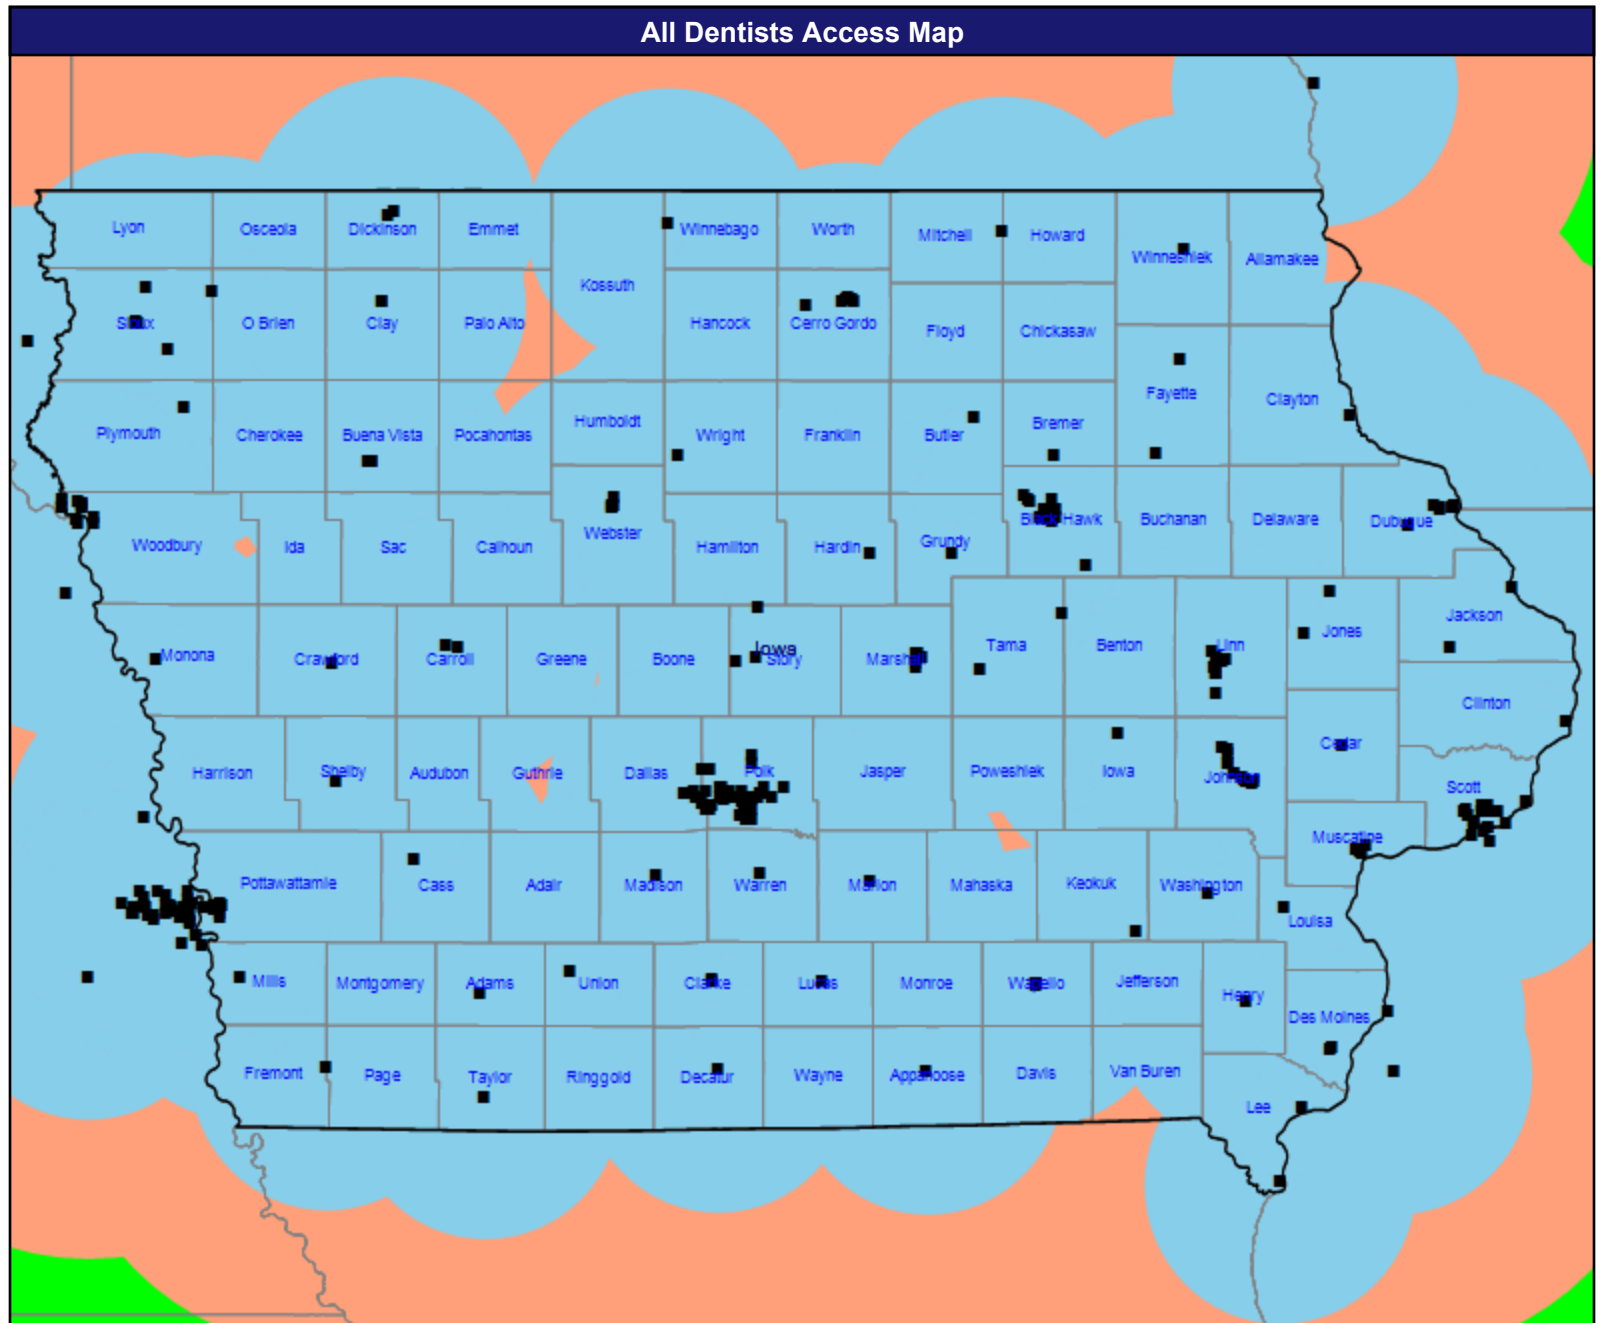 All Dentists Access Map
Lyon
Osceola
Dickinson
Emmet
Winnebago
Worth
Mitchell
Howard
Winneshiek
Allamakee
Kossuth
Sioux
O Brien
Clay
Palo Alto
Hancock
Cerro Gordo
Floyd
Chickasaw
Fayette
Clayton
Plymouth
Cherokee
Buena Vista
Pocahontas
Humboldt
Wright
Franklin
Butler
Bremer
Woodbury
Ida
Sac
Calhoun
Webster
Hamilton
Hardin
Grundy
Black Hawk
Buchanan
Delaware
Dubuque
Monona
Crawford
Carroll
Greene
Boone
Iowa
Story
Marshall
Tama
Benton
Linn
Jones
Jackson
Clinton
Harrison
Shelby
Audubon
Guthrie
Dallas
Polk
Jasper
Poweshiek
Iowa
Johnson
Cedar
Scott
Muscatine
Pottawattamie
Cass
Adair
Madison
Warren
Marion
Mahaska
Keokuk
Washington
Louisa
Mills
Montgomery
Adams
Union
Clarke
Lucas
Monroe
Wapello
Jefferson
Henry
Des Moines
Fremont
Page
Taylor
Ringgold
Decatur
Wayne
Appanoose
Davis
Van Buren
Lee